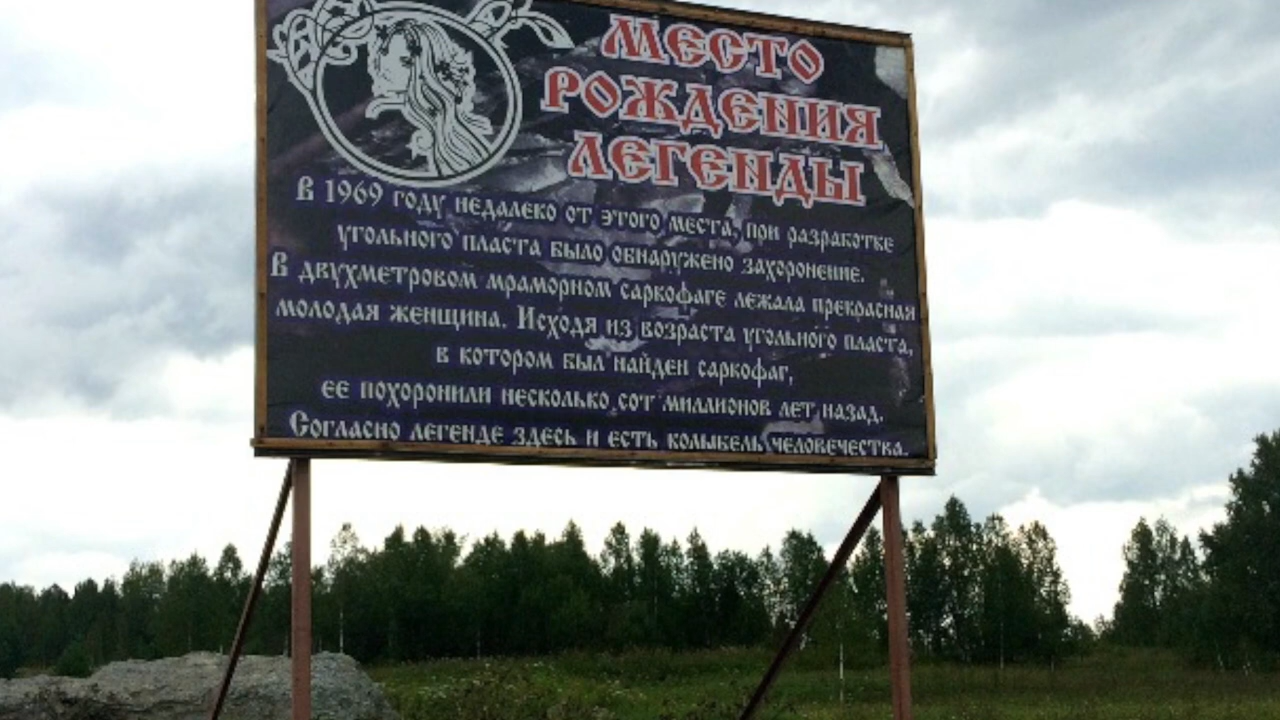 Место
рождения
легенды
В 1969 году недалеко от этого места, при разработке
угольного пласта было обнаружено захоронение.
В двухметровом мраморном саркофаге лежала прекрасная
молодая женщина. Исходя из возраста угольного пласта,
в котором был найден саркофаг,
ее похоронили несколько сот миллионов лет назад.
Согласно легенде здесь и есть колыбель человечества.